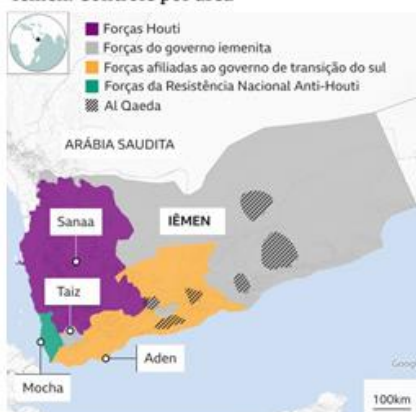 Forças Houti
Forças do governo iemenita
Forças afiliadas ao governo de transição do sul
Forças da Resistência Nacional Anti-Houti
Al Qaeda
ARÁBIA SAUDITA
Sanaa
IÊMEN
Taiz
Aden
Mocha
100km